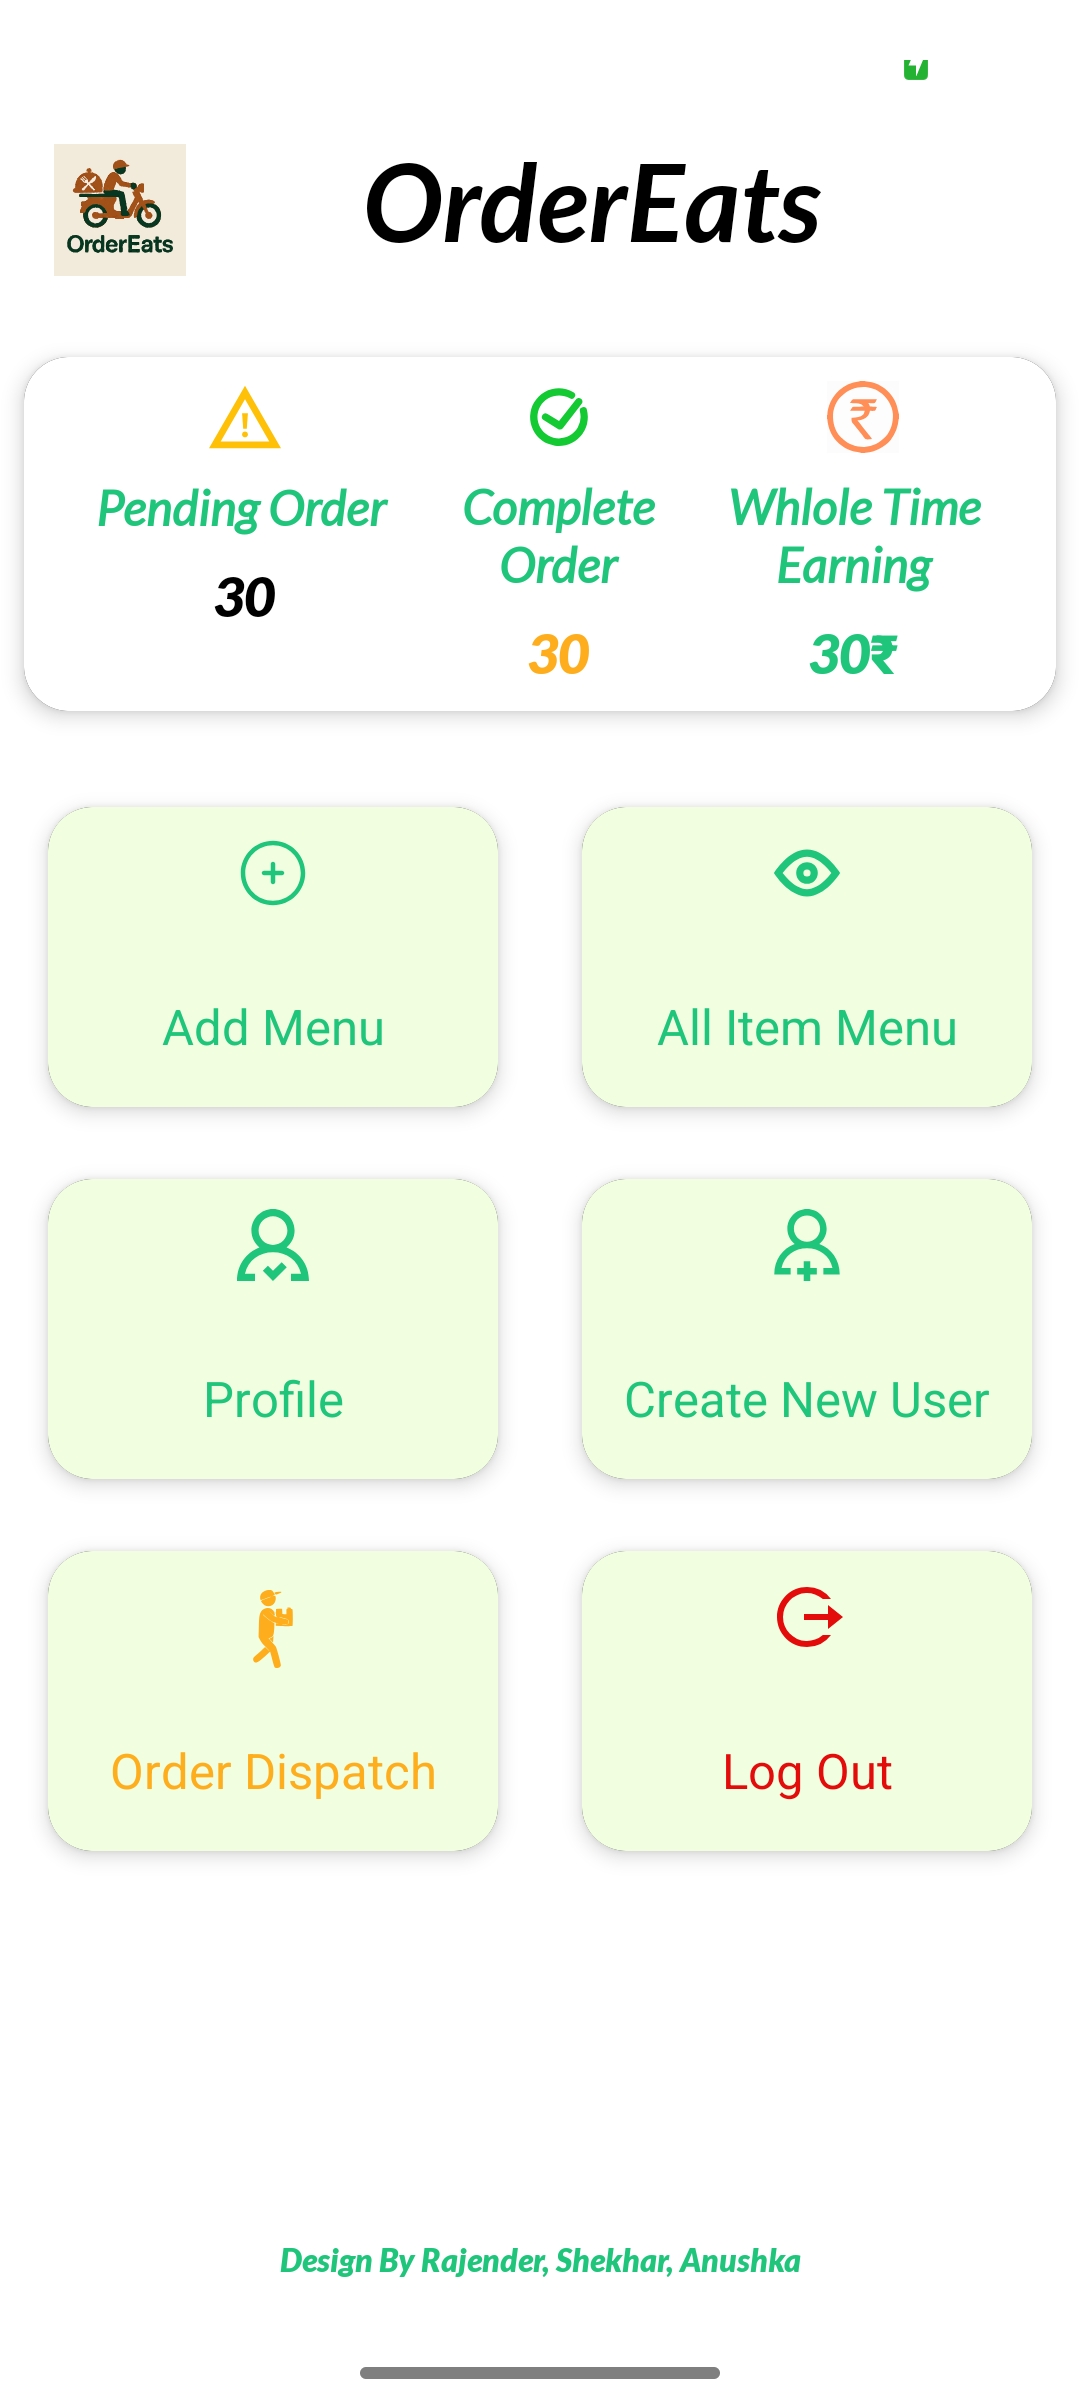 OrderEats
OrderEats
Pending Order
30
Complete
Order
30
Whlole Time
Earning
30₹
Add Menu
All Item Menu
Profile
Create New User
Order Dispatch
Log Out
Design By Rajender, Shekhar, Anushka